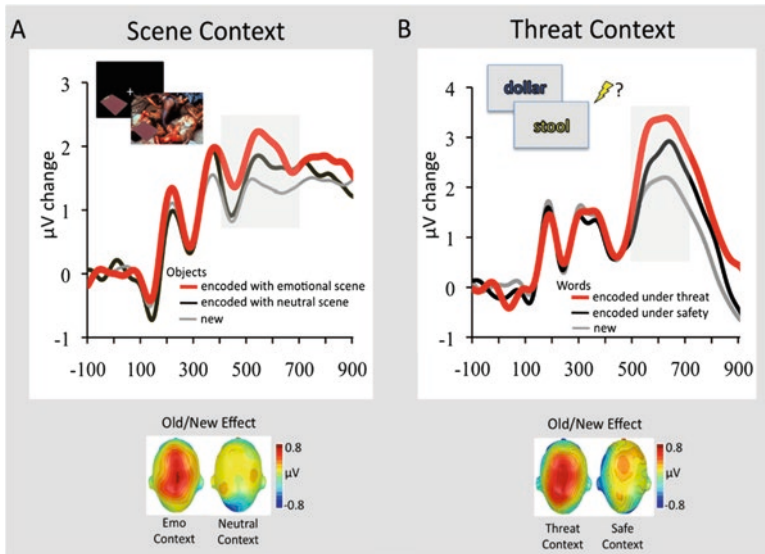 A
Scene Context
3
2
1
0
-1
µV change
+
Objects
encoded with emotional scene
encoded with neutral scene
new
-100 100 300 500 700 900
Old/New Effect
0.8
µV
-0.8
Emo
Context
Neutral
Context
B
Threat Context
4
3
2
1
0
-1
µV change
dollar
stool
?
Words
encoded under threat
encoded under safety
new
-100 100 300 500 700 900
Old/New Effect
0.8
µV
-0.8
Threat
Context
Safe
Context